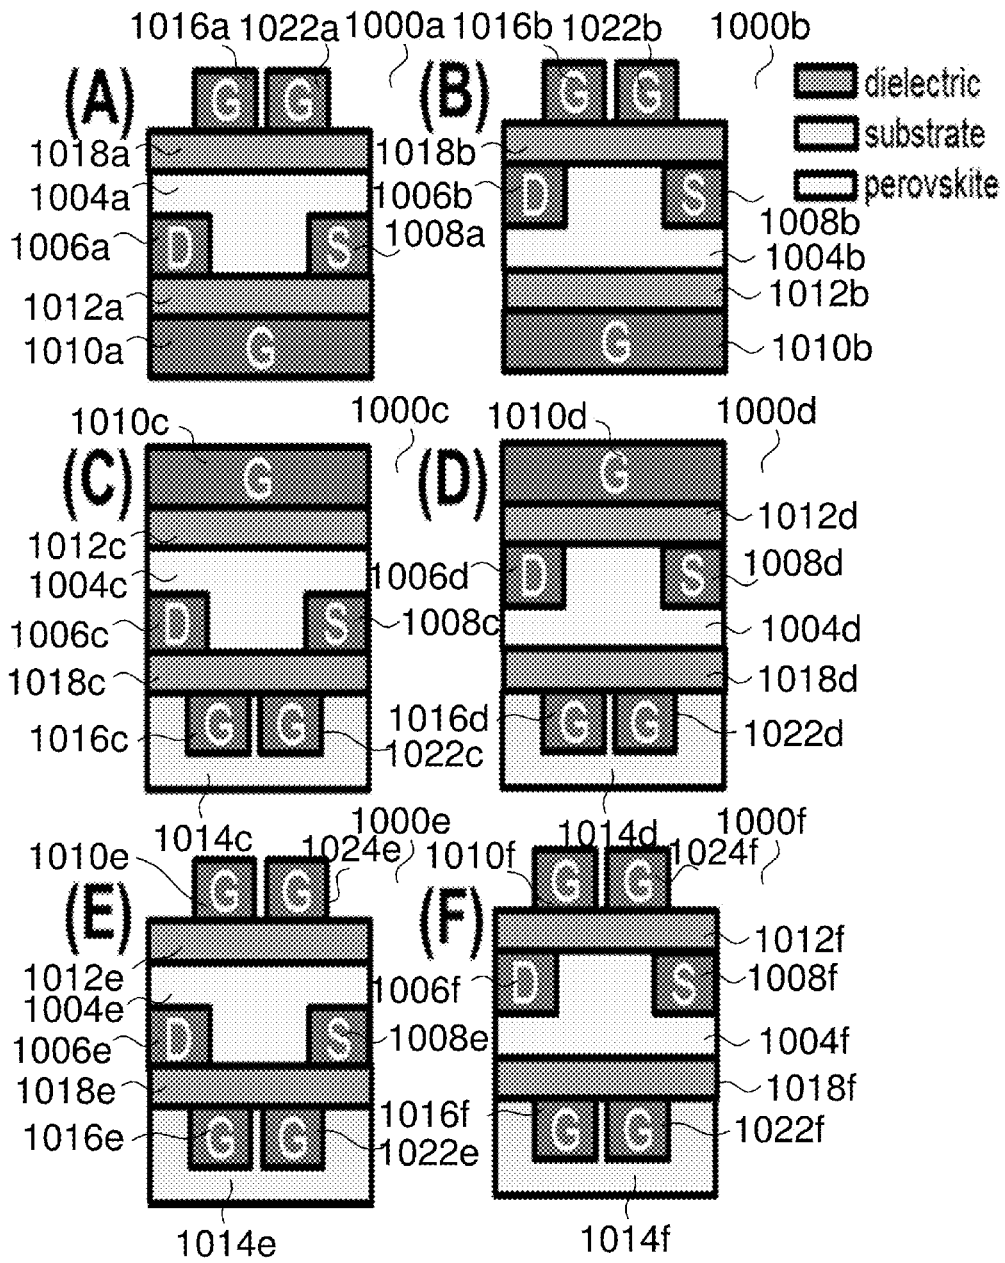 1016a 1022a 1000a 1016b 1022b 1000b
(A) G G (B) G G dielectric
1018a 1018b substrate
1004a 1006b D S perovskite
1006a D S 1008a 1008b
1004b
1012a 1012b
1010a G G 1010b
1010c 1000c 1010d 1000d
(C) G (D) G
1012c 1012d
1004c 1006d D S 1008d
1006c D S 1008c 1004d
1018c 1018d
1016c G G 1022c 1016d G G 1022d
1014c 1014d
1010e 1024e 1000e 1010f 1024f 1000f
(E) G G (F) G G
1012e 1012f
1004e 1006f D S 1008f
1006e D S 1008e 1004f
1018e 1018f
1016e G G 1022e 1016f G G 1022f
1014e 1014f